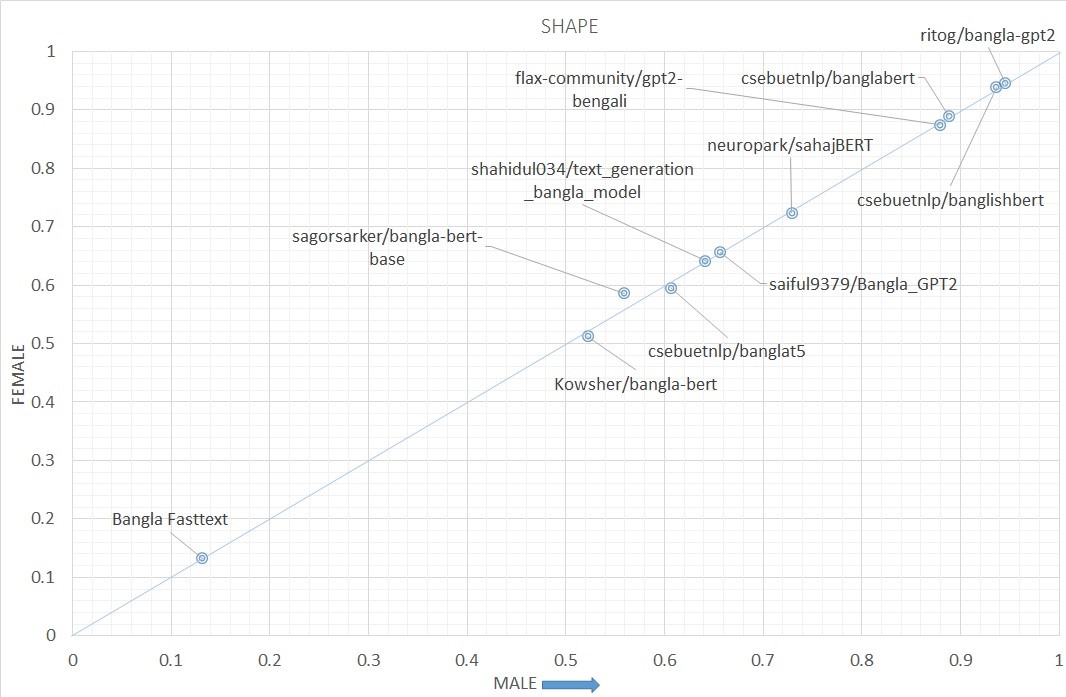 SHAPE
ritog/bangla-gpt2
flax-community/gpt2-
bengali
csebuetnlp/banglabert
neuropark/sahajBERT
shahidul034/text_generation
_bangla_model
csebuetnlp/banglishbert
sagorsarker/bangla-bert-
base
saiful9379/Bangla_GPT2
csebuetnlp/banglat5
Kowsher/bangla-bert
Bangla Fasttext
FEMALE
1
0.9
0.8
0.7
0.6
0.5
0.4
0.3
0.2
0.1
0
0 0.1 0.2 0.3 0.4 0.5 0.6 0.7 0.8 0.9 1
MALE